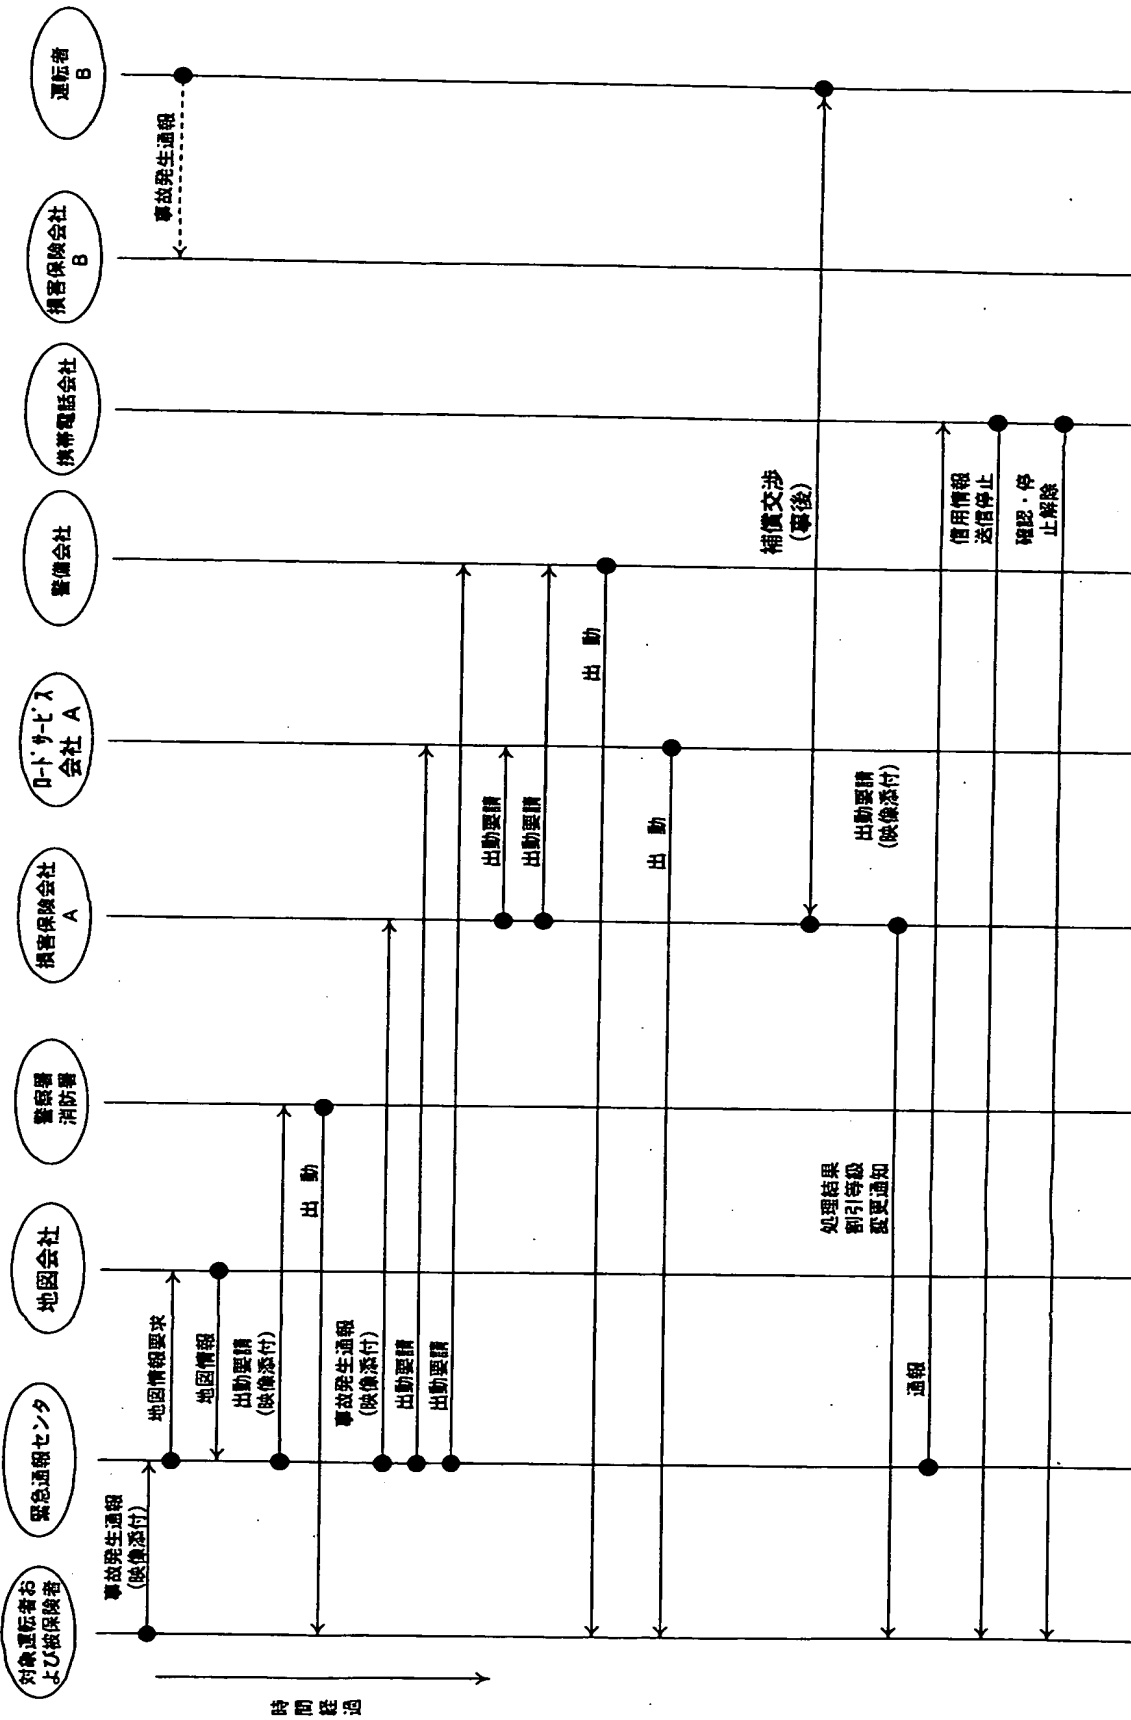 対象運転者お
よび被保険者
緊急通報センタ
地図会社
警察署
消防署
損害保険会社
A
ロードサービス
会社 A
警備会社
携帯電話会社
損害保険会社
B
運転者
B
事故発生通報
(映像添付)
地図情報要求
事故発生通報
地図情報
出動要請
(映像添付)
出 動
事故発生通報
(映像添付)
出動要請
出動要請
出動要請
出動要請
出 動
出 動
補償交渉
(事後)
処理結果
割引等級
変更通知
出動要請
(映像添付)
通報
信用情報
送信停止
確認・停
止解除
時
間
経
過